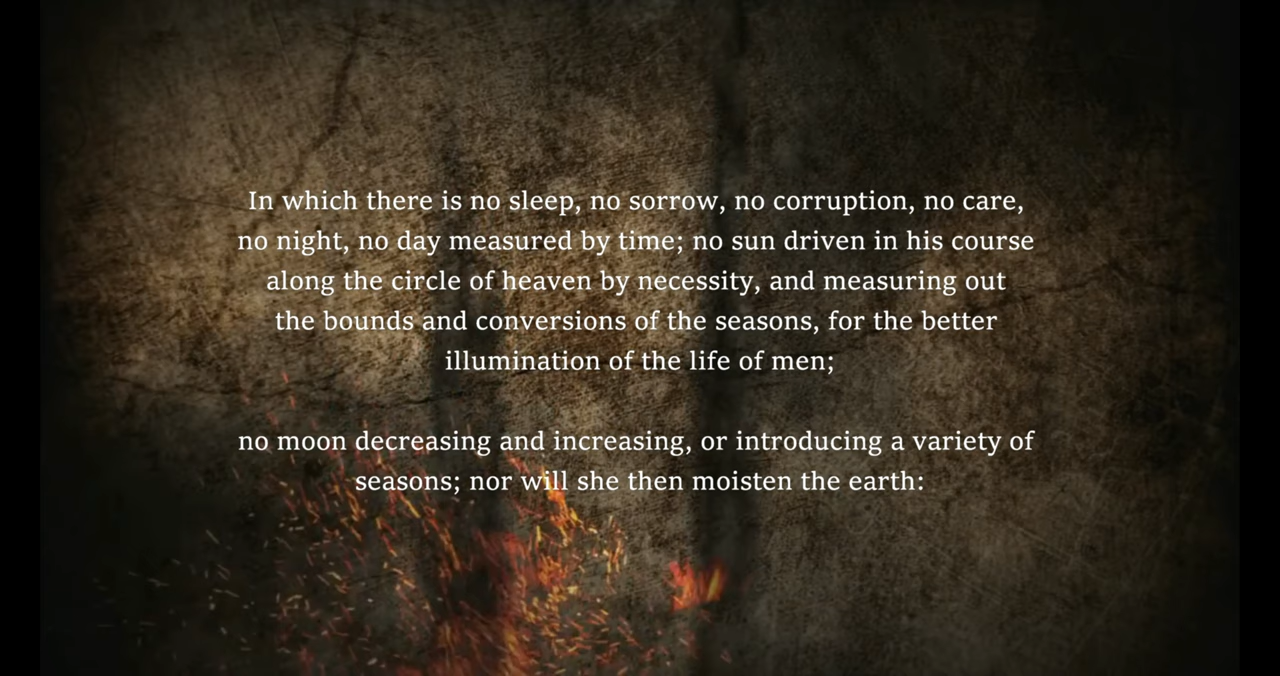 In which there is no sleep, no sorrow, no corruption, no care,
no night, no day measured by time; no sun driven in his course
along the circle of heaven by necessity, and measuring out
the bounds and conversions of the seasons, for the better
illumination of the life of men;
no moon decreasing and increasing, or introducing a variety of
seasons; nor will she then moisten the earth: